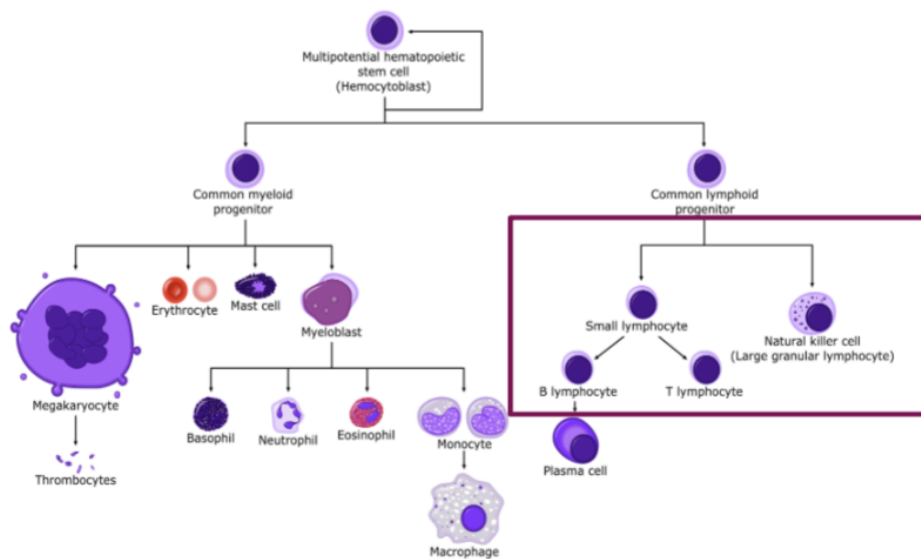 Multipotential hematopoietic
stem cell
(Hemocytoblast)
Common myeloid
progenitor
Common lymphoid
progenitor
Erythrocyte
Mast cell
Myeloblast
Small lymphocyte
Natural killer cell
(Large granular lymphocyte)
B lymphocyte
T lymphocyte
Megakaryocyte
Basophil
Neutrophil
Eosinophil
Monocyte
Plasma cell
Thrombocytes
Macrophage